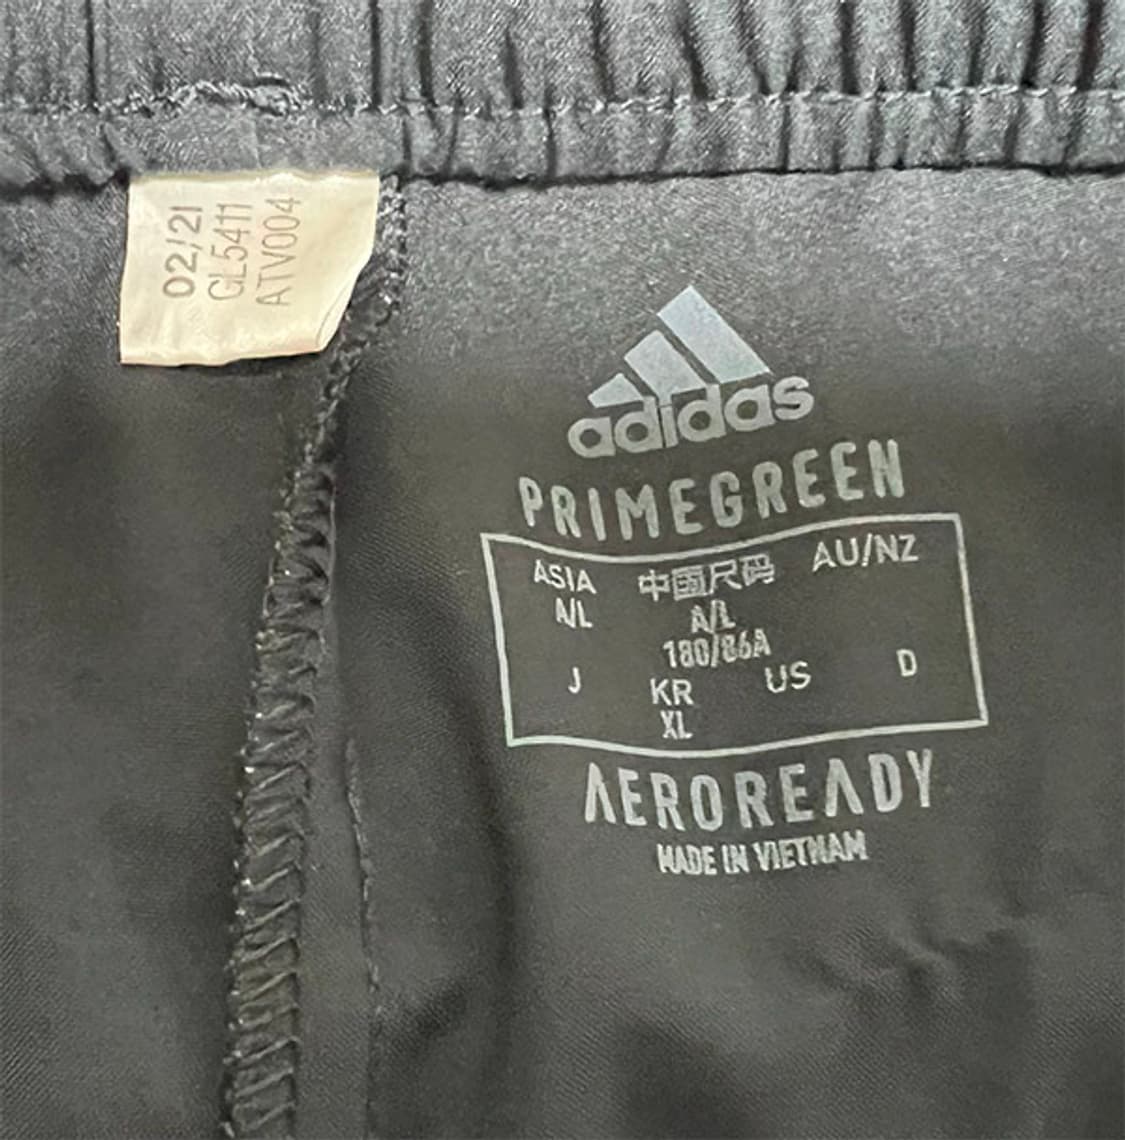 02/21
GL5411
ATV004
adidas
PRIMEGREEN
ASIA 中国尺码 AU/NZ
A/L A/L
180/86A
J KR US D
XL
AEROREADY
MADE IN VIETNAM